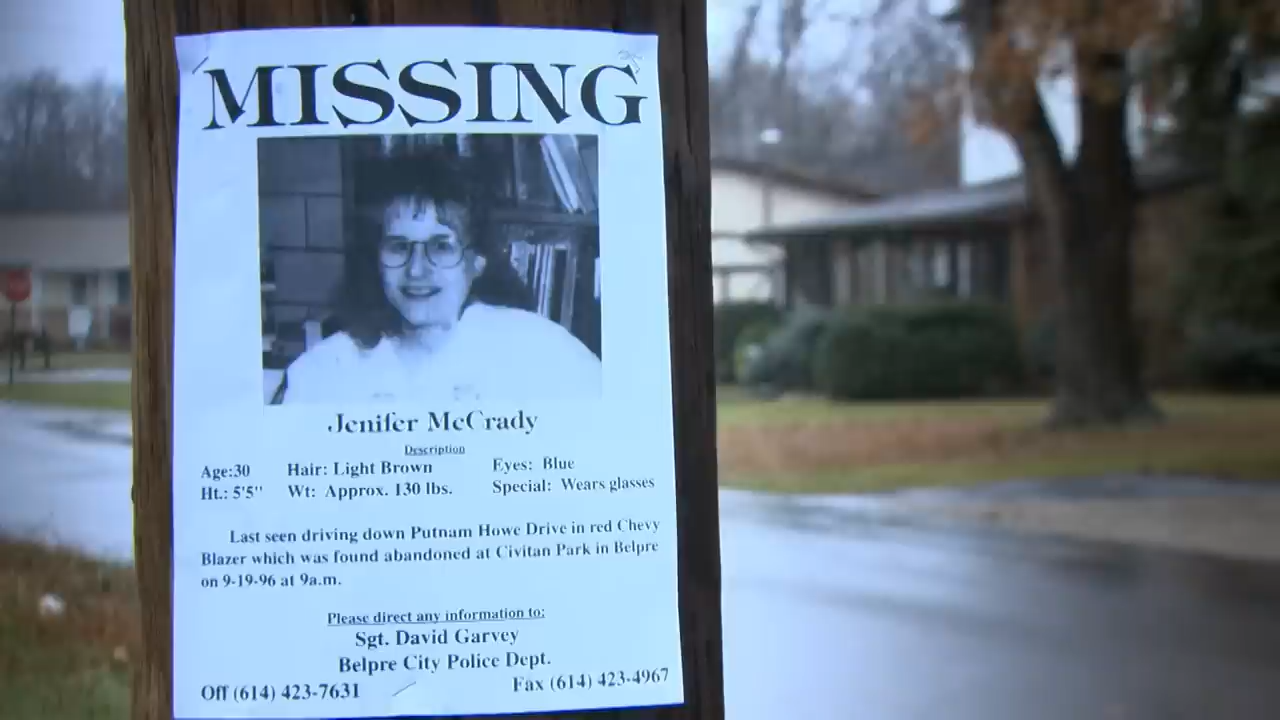 MISSING
Jenifer McCrady
Description
Age:30 Hair: Light Brown Eyes: Blue
Ht.: 5'5" Wt: Approx. 130 lbs. Special: Wears glasses
Last seen driving down Putnam Howe Drive in red Chevy
Blazer which was found abandoned at Civitan Park in Belpre
on 9-19-96 at 9a.m.
Please direct any information to:
Sgt. David Garvey
Belpre City Police Dept.
Off (614) 423-7631 Fax (614) 423-4967